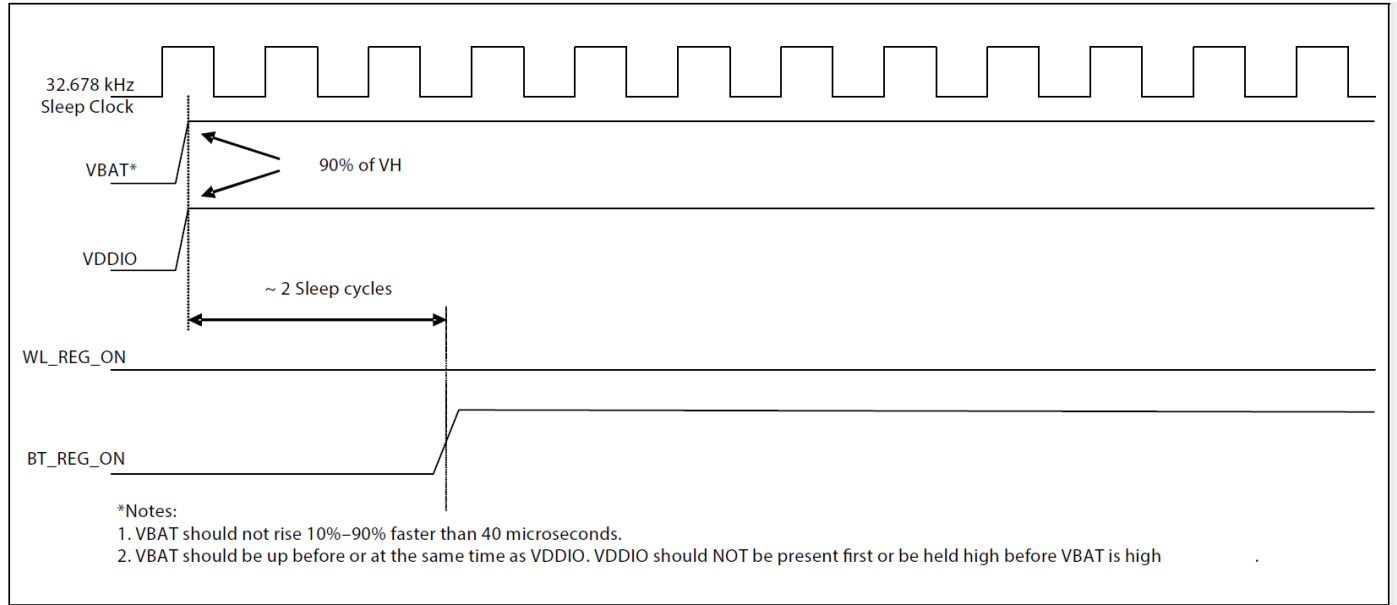 32.678 kHz
Sleep Clock
VBAT*
90% of VH
VDDIO
~ 2 Sleep cycles
WL_REG_ON
BT_REG_ON
*Notes:
1. VBAT should not rise 10%–90% faster than 40 microseconds.
2. VBAT should be up before or at the same time as VDDIO. VDDIO should NOT be present first or be held high before VBAT is high .